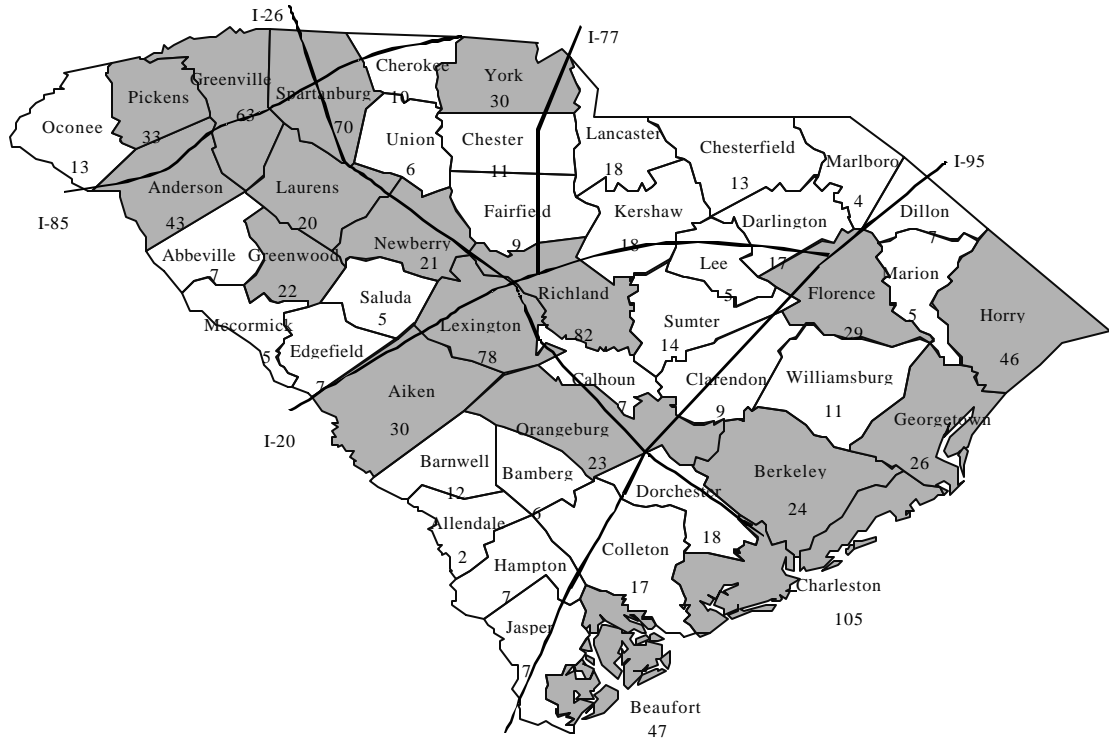 I-26
I-77
Cherokee
10
York
30
Greenville
63
Pickens
33
Spartanburg
70
Oconee
13
Union
6
Chester
11
Lancaster
18
Chesterfield
13
Marlboro
4
I-95
I-85
Anderson
43
Laurens
20
Fairfield
9
Kershaw
18
Darlington
17
Dillon
7
Abbeville
7
Greenwood
22
Newberry
21
Lee
5
Marion
5
Saluda
5
Richland
82
Florence
29
Horry
46
Mccormick
5
Edgefield
7
Lexington
78
Sumter
14
Calhoun
7
Clarendon
9
Williamsburg
11
I-20
Aiken
30
Orangeburg
23
Georgetown
26
Barnwell
12
Bamberg
6
Dorchester
18
Berkeley
24
Allendale
2
Hampton
7
Colleton
17
Charleston
105
Jasper
7
Beaufort
47